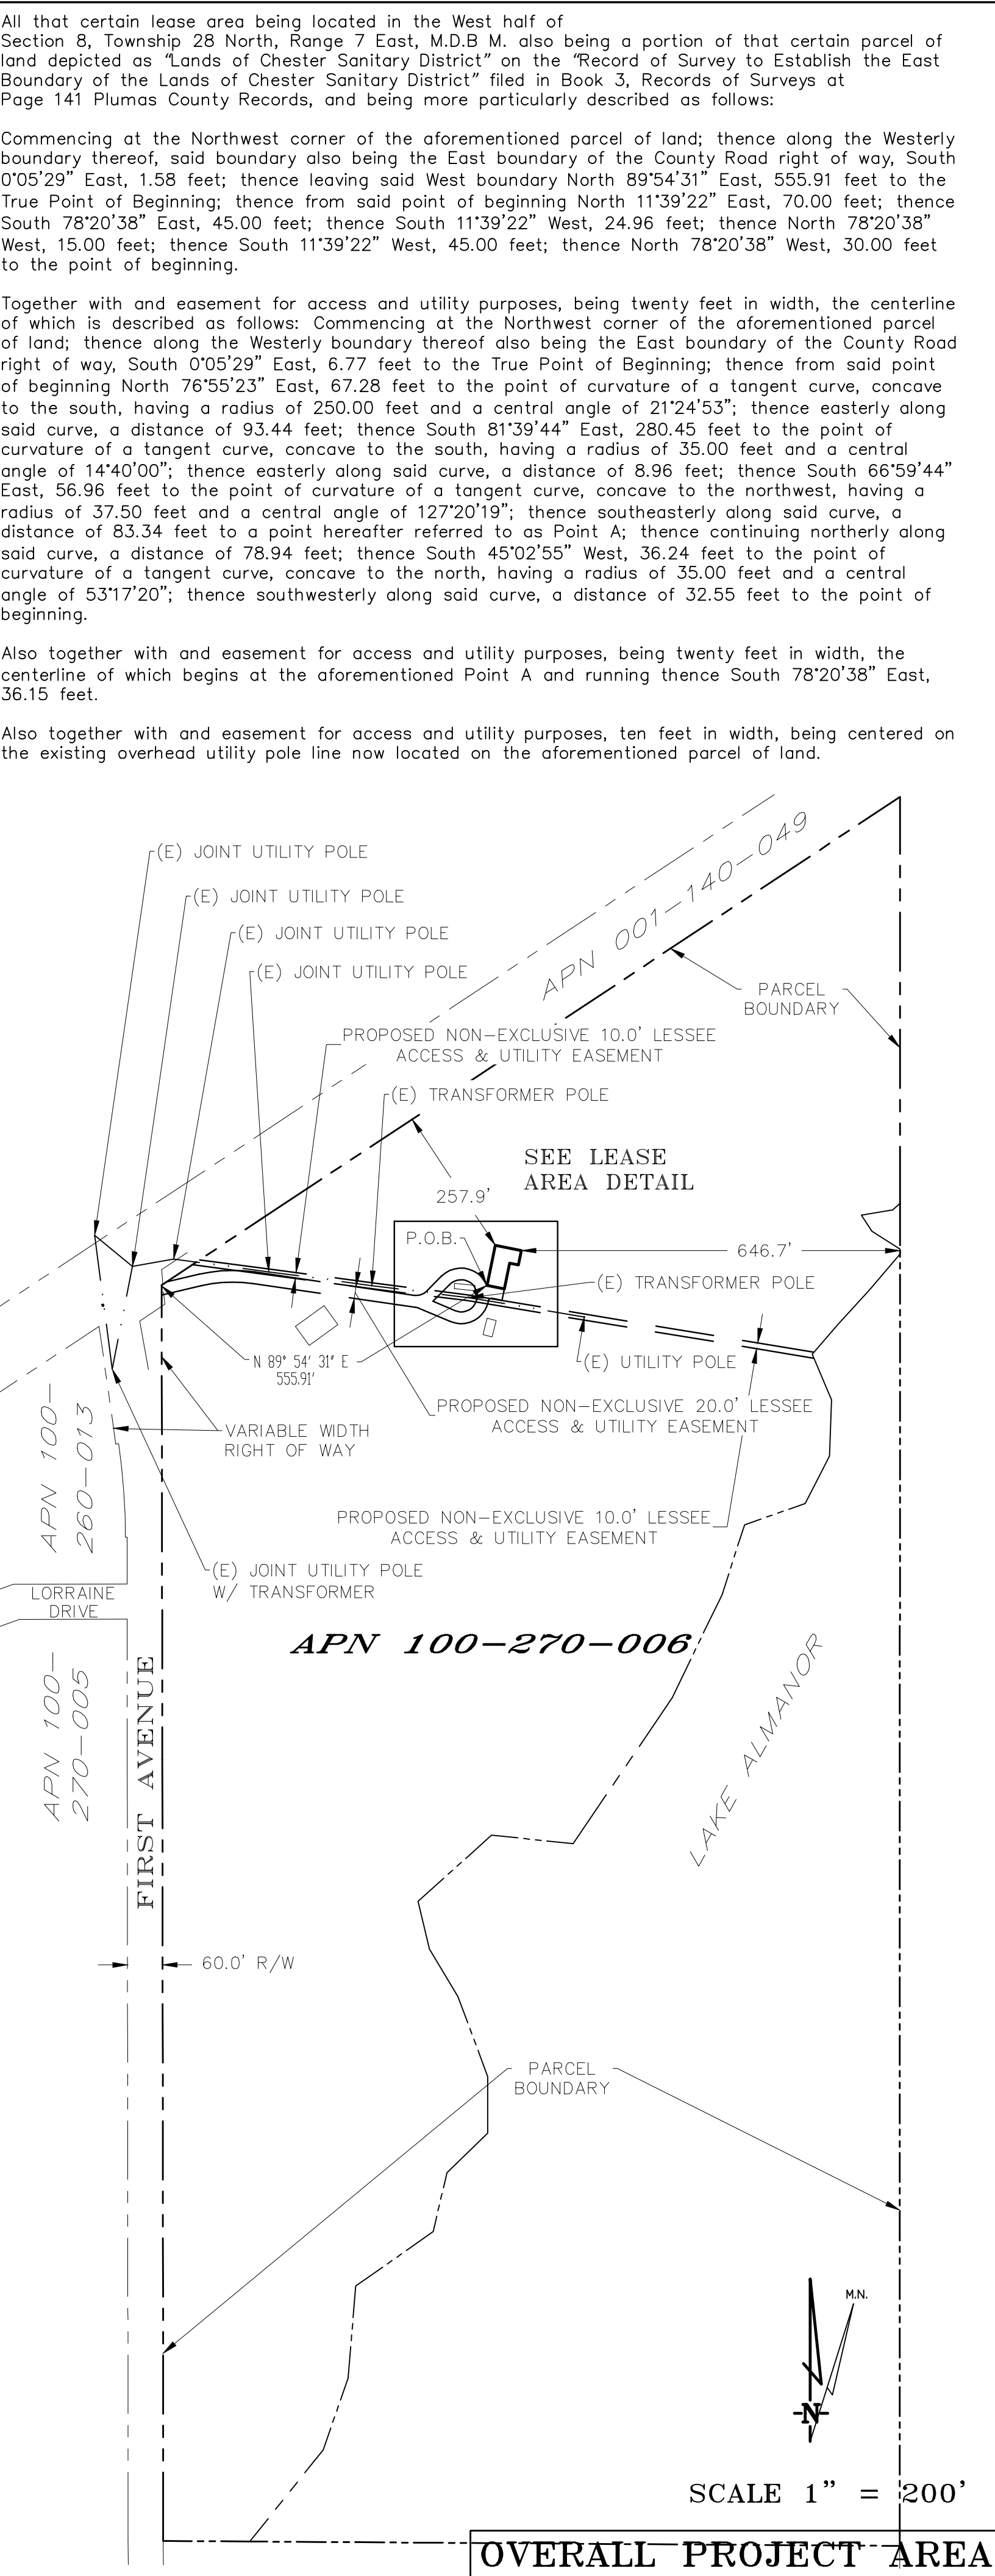 All that certain lease area being located in the West half of
Section 8, Township 28 North, Range 7 East, M.D.B M. also being a portion of that certain parcel of
land depicted as "Lands of Chester Sanitary District" on the "Record of Survey to Establish the East
Boundary of the Lands of Chester Sanitary District" filed in Book 3, Records of Surveys at
Page 141 Plumas County Records, and being more particularly described as follows:
Commencing at the Northwest corner of the aforementioned parcel of land; thence along the Westerly
boundary thereof, said boundary also being the East boundary of the County Road right of way, South
0°05'29" East, 1.58 feet; thence leaving said West boundary North 89°54'31" East, 555.91 feet to the
True Point of Beginning; thence from said point of beginning North 11°39'22" East, 70.00 feet; thence
South 78°20'38" East, 45.00 feet; thence South 11°39'22" West, 24.96 feet; thence North 78°20'38"
West, 15.00 feet; thence South 11°39'22" West, 45.00 feet; thence North 78°20'38" West, 30.00 feet
to the point of beginning.
Together with and easement for access and utility purposes, being twenty feet in width, the centerline
of which is described as follows: Commencing at the Northwest corner of the aforementioned parcel
of land; thence along the Westerly boundary thereof also being the East boundary of the County Road
right of way, South 0°05'29" East, 6.77 feet to the True Point of Beginning; thence from said point
of beginning North 76°55'23" East, 67.28 feet to the point of curvature of a tangent curve, concave
to the south, having a radius of 250.00 feet and a central angle of 21°24'53"; thence easterly along
said curve, a distance of 93.44 feet; thence South 81°39'44" East, 280.45 feet to the point of
curvature of a tangent curve, concave to the south, having a radius of 35.00 feet and a central
angle of 14°40'00"; thence easterly along said curve, a distance of 8.96 feet; thence South 66°59'44"
East, 56.96 feet to the point of curvature of a tangent curve, concave to the northwest, having a
radius of 37.50 feet and a central angle of 127°20'19"; thence southeasterly along said curve, a
distance of 83.34 feet to a point hereafter referred to as Point A; thence continuing northerly along
said curve, a distance of 78.94 feet; thence South 45°02'55" West, 36.24 feet to the point of
curvature of a tangent curve, concave to the north, having a radius of 35.00 feet and a central
angle of 53°17'20"; thence southwesterly along said curve, a distance of 32.55 feet to the point of
beginning.
Also together with and easement for access and utility purposes, being twenty feet in width, the
centerline of which begins at the aforementioned Point A and running thence South 78°20'38" East,
36.15 feet.
Also together with and easement for access and utility purposes, ten feet in width, being centered on
the existing overhead utility pole line now located on the aforementioned parcel of land.
(E) JOINT UTILITY POLE
(E) JOINT UTILITY POLE
(E) JOINT UTILITY POLE
(E) JOINT UTILITY POLE
APN 001-140-049
PARCEL
BOUNDARY
PROPOSED NON-EXCLUSIVE 10.0' LESSEE
ACCESS & UTILITY EASEMENT
(E) TRANSFORMER POLE
SEE LEASE
AREA DETAIL
257.9'
P.O.B.
646.7'
(E) TRANSFORMER POLE
N 89° 54' 31" E
555.91'
(E) UTILITY POLE
PROPOSED NON-EXCLUSIVE 20.0' LESSEE
ACCESS & UTILITY EASEMENT
VARIABLE WIDTH
RIGHT OF WAY
APN 100-
260-013
PROPOSED NON-EXCLUSIVE 10.0' LESSEE
ACCESS & UTILITY EASEMENT
(E) JOINT UTILITY POLE
W/ TRANSFORMER
LORRAINE
DRIVE
APN 100-270-006
APN 100-
270-005
FIRST AVENUE
LAKE ALMANOR
60.0' R/W
PARCEL
BOUNDARY
M.N.
N
SCALE 1" = 200'
OVERALL PROJECT AREA